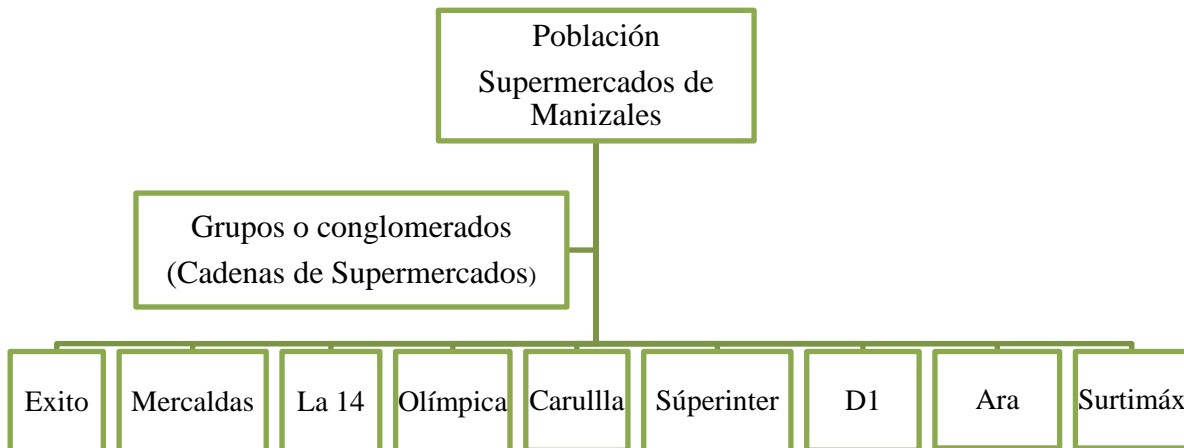 Población
Supermercados de
Manizales
Grupos o conglomerados
(Cadenas de Supermercados)
Exito
Mercaldas
La 14
Olímpica
Carullla
Súperinter
D1
Ara
Surtimáx